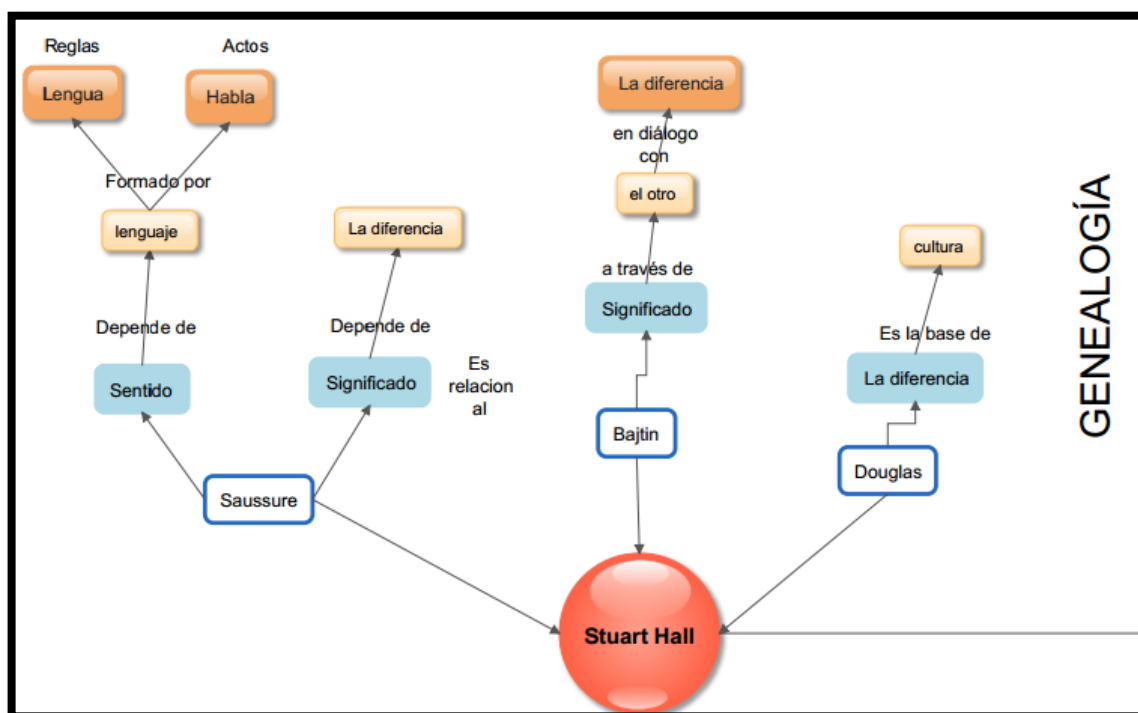 Reglas
Actos
Lengua
Habla
Formado por
lenguaje
Depende de
Sentido
La diferencia
Depende de
Significado
Es
relacion
al
Saussure
La diferencia
en diálogo
con
el otro
a través de
Significado
Bajtin
cultura
Es la base de
La diferencia
Douglas
Stuart Hall
GENEALOGÍA